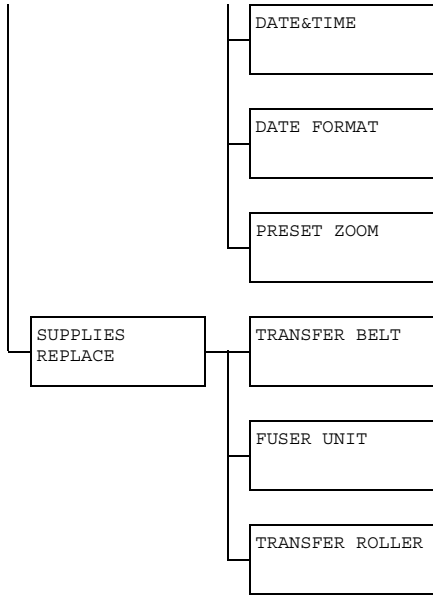 DATE&TIME
DATE FORMAT
PRESET ZOOM
SUPPLIES
REPLACE
TRANSFER BELT
FUSER UNIT
TRANSFER ROLLER